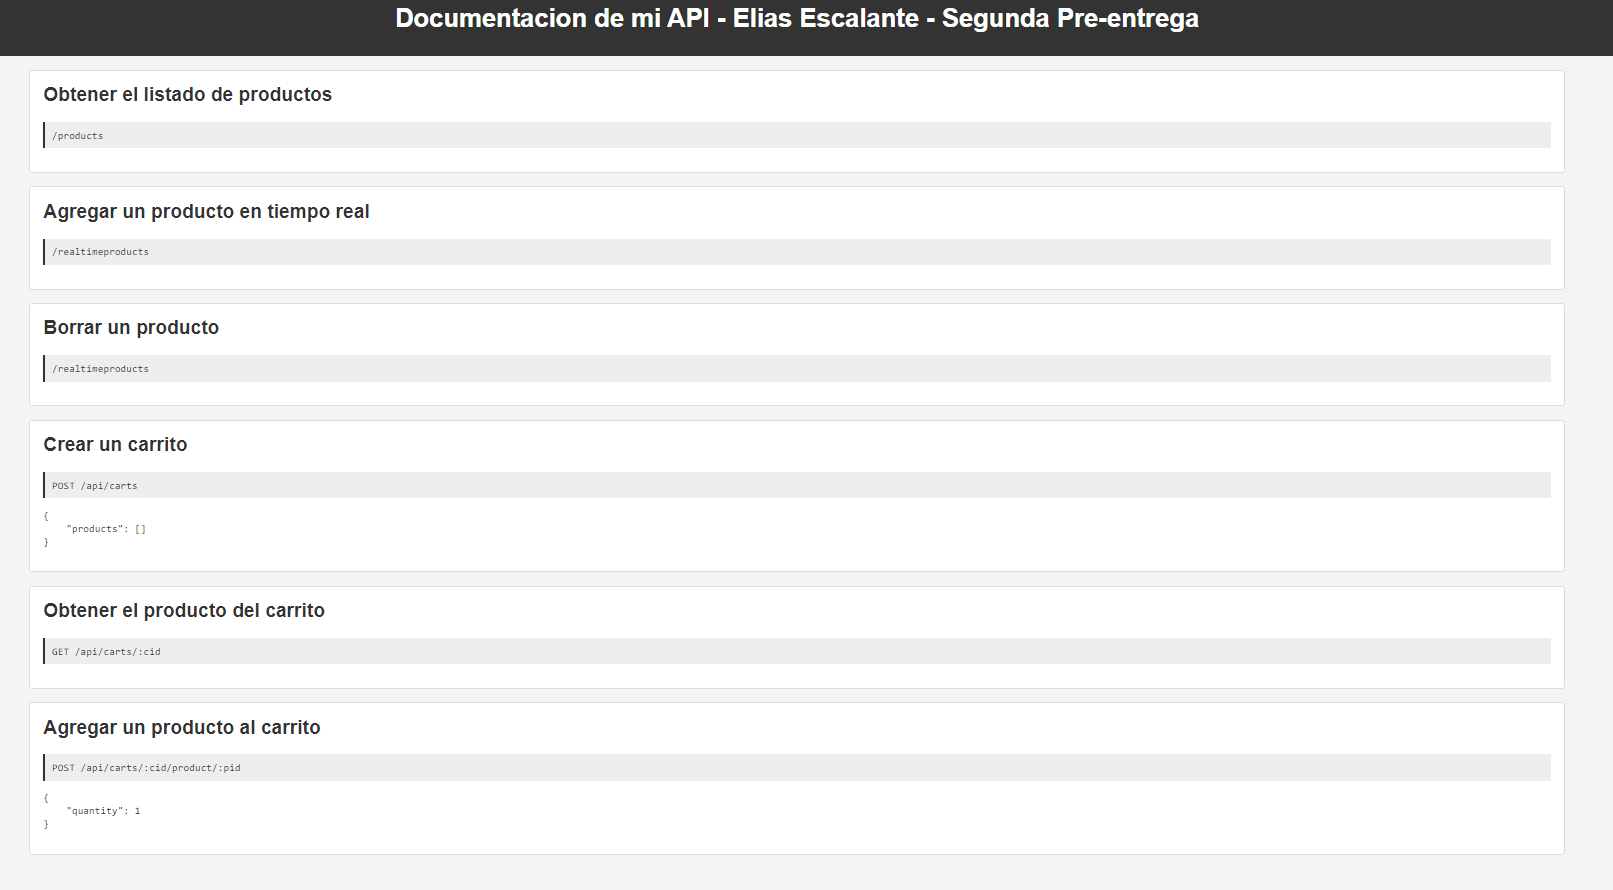 Documentacion de mi API - Elias Escalante - Segunda Pre-entrega
Obtener el listado de productos
/products
Agregar un producto en tiempo real
/realtimeproducts
Borrar un producto
/realtimeproducts
Crear un carrito
POST /api/carts
{
    "products": []
}
Obtener el producto del carrito
GET /api/carts/:cid
Agregar un producto al carrito
POST /api/carts/:cid/product/:pid
{
    "quantity": 1
}